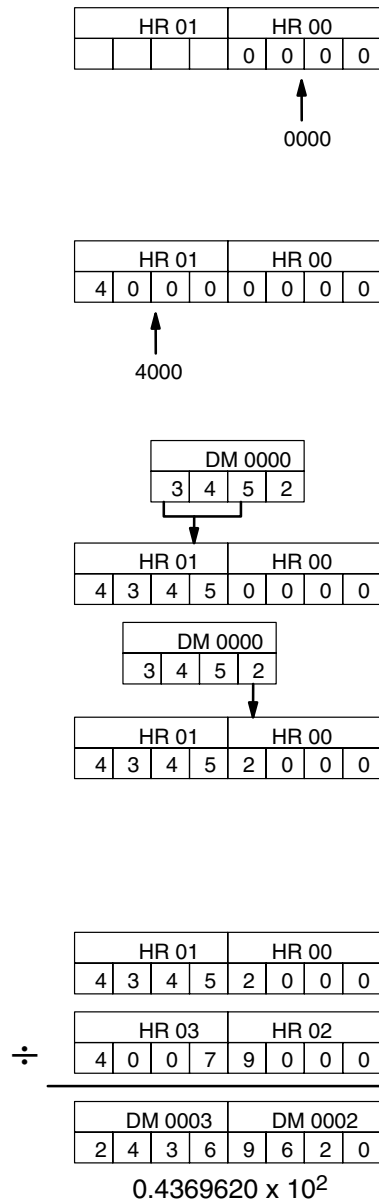 HR 01 HR 00
0 0 0 0
0000
HR 01 HR 00
4 0 0 0 0 0 0 0
4000
DM 0000
3 4 5 2
HR 01 HR 00
4 3 4 5 0 0 0 0
DM 0000
3 4 5 2
HR 01 HR 00
4 3 4 5 2 0 0 0
HR 01 HR 00
4 3 4 5 2 0 0 0
HR 03 HR 02
÷ 4 0 0 7 9 0 0 0
DM 0003 DM 0002
2 4 3 6 9 6 2 0
0.4369620 x 10²